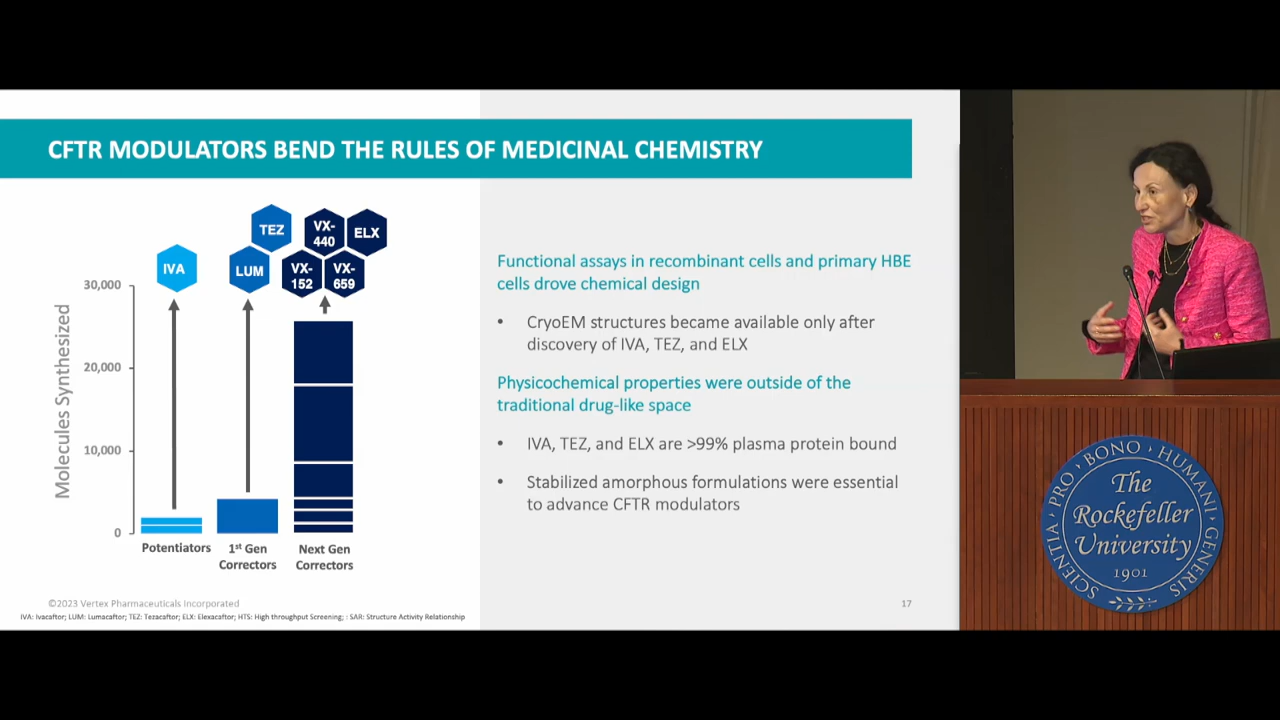 CFTR MODULATORS BEND THE RULES OF MEDICINAL CHEMISTRY
IVA
TEZ
LUM
VX-
440
ELX
VX-
152
VX-
659
Molecules Synthesized
30,000
20,000
10,000
0
Potentiators
1st Gen
Correctors
Next Gen
Correctors
Functional assays in recombinant cells and primary HBE
cells drove chemical design
• CryoEM structures became available only after
discovery of IVA, TEZ, and ELX
Physicochemical properties were outside of the
traditional drug-like space
• IVA, TEZ, and ELX are >99% plasma protein bound
• Stabilized amorphous formulations were essential
to advance CFTR modulators
©2023 Vertex Pharmaceuticals Incorporated
17
IVA: Ivacaftor; LUM: Lumacaftor; TEZ: Tezacaftor; ELX: Elexacaftor; HTS: High throughput Screening; : SAR: Structure Activity Relationship
SCIENTIA • PRO • BONO • HUMANI • GENERIS
The
Rockefeller
University
1901